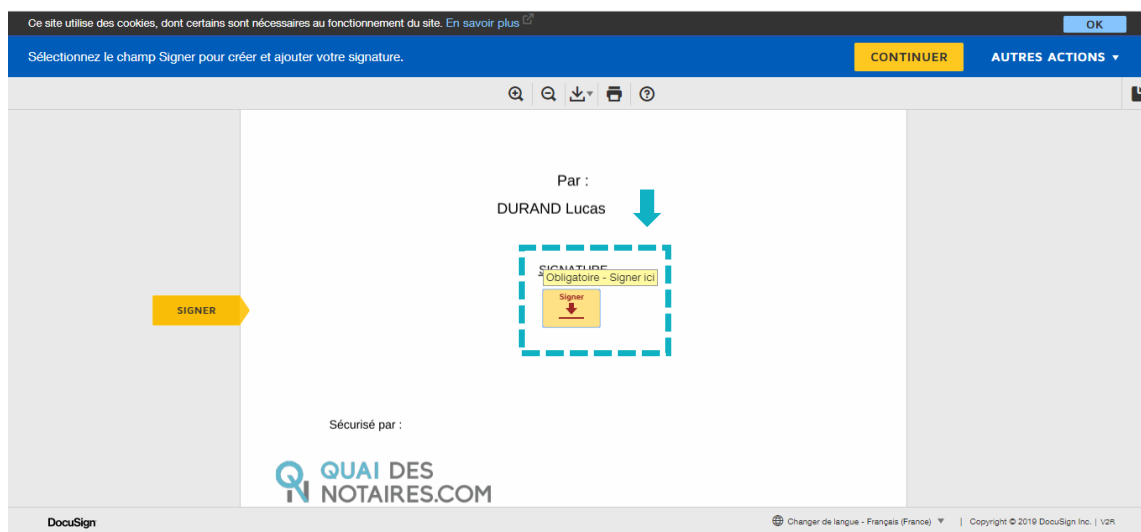 Ce site utilise des cookies, dont certains sont nécessaires au fonctionnement du site. En savoir plus
OK
Sélectionnez le champ Signer pour créer et ajouter votre signature.
CONTINUER
AUTRES ACTIONS
Par :
DURAND Lucas
SIGNATURE
Obligatoire - Signer ici
Signer
SIGNER
Sécurisé par :
QUAI DES
NOTAIRES.COM
DocuSign
Changer de langue - Français (France) | Copyright © 2019 DocuSign Inc. | V2R